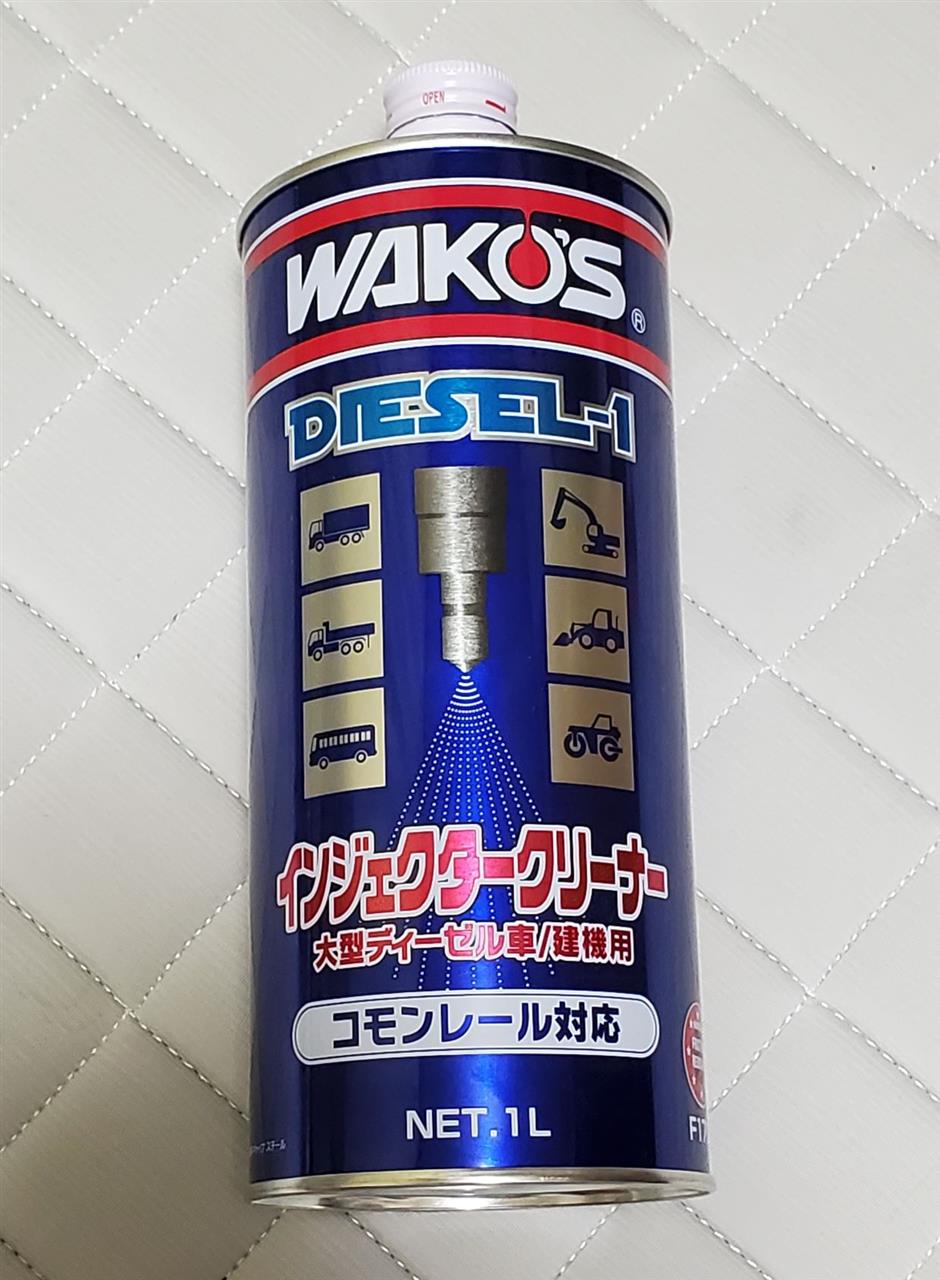 OPEN
WAKO'S®
DIESEL-1
インジェクタークリーナー
大型ディーゼル車/建機用
コモンレール対応
NET.1L
F17